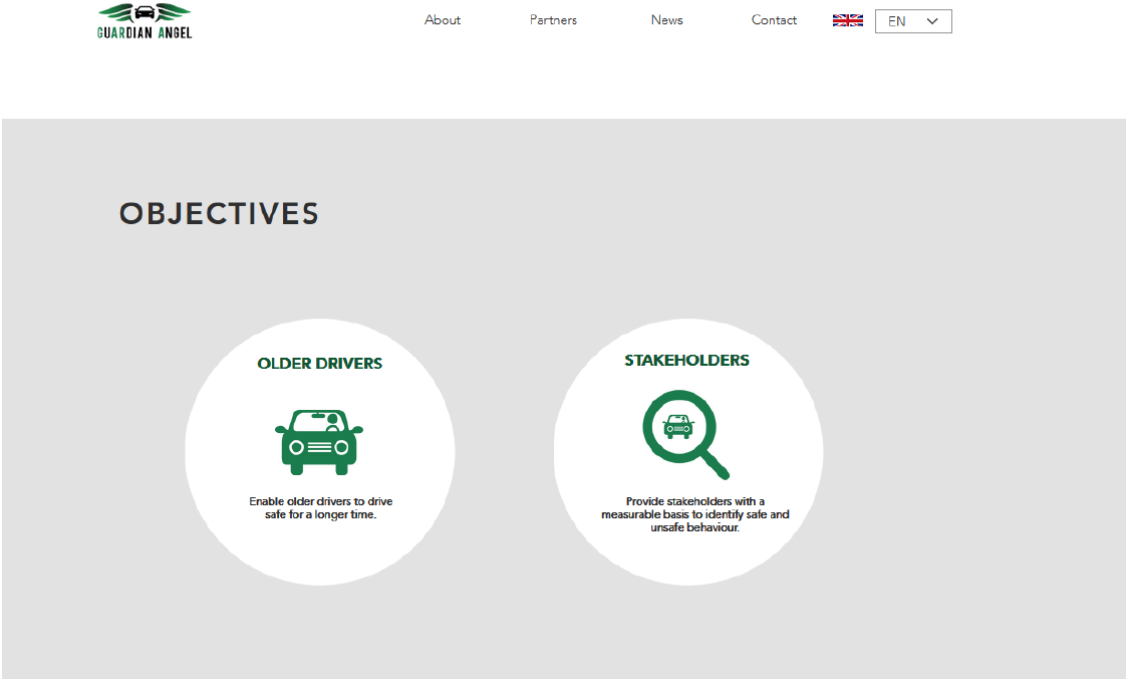 GUARDIAN ANGEL
About
Partners
News
Contact
EN
OBJECTIVES
OLDER DRIVERS
Enable older drivers to drive
safe for a longer time.
STAKEHOLDERS
Provide stakeholders with a
measurable basis to identify safe and
unsafe behaviour.